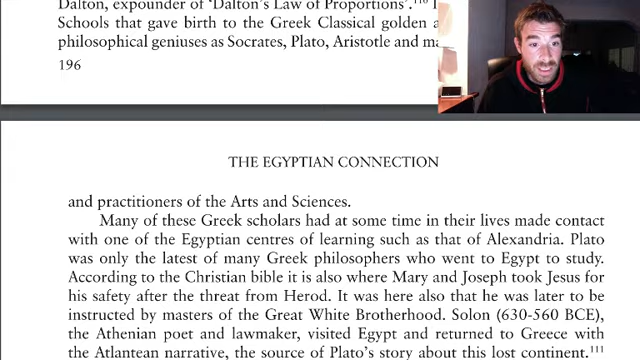 Dalton, expounder of ‘Dalton’s Law of Proportions’.¹¹⁰
Schools that gave birth to the Greek Classical golden
philosophical geniuses as Socrates, Plato, Aristotle and
196
THE EGYPTIAN CONNECTION
and practitioners of the Arts and Sciences.
Many of these Greek scholars had at some time in their lives made contact
with one of the Egyptian centres of learning such as that of Alexandria. Plato
was only the latest of many Greek philosophers who went to Egypt to study.
According to the Christian bible it is also where Mary and Joseph took Jesus for
his safety after the threat from Herod. It was here also that he was later to be
instructed by masters of the Great White Brotherhood. Solon (630-560 BCE),
the Athenian poet and lawmaker, visited Egypt and returned to Greece with
the Atlantean narrative, the source of Plato’s story about this lost continent.¹¹¹